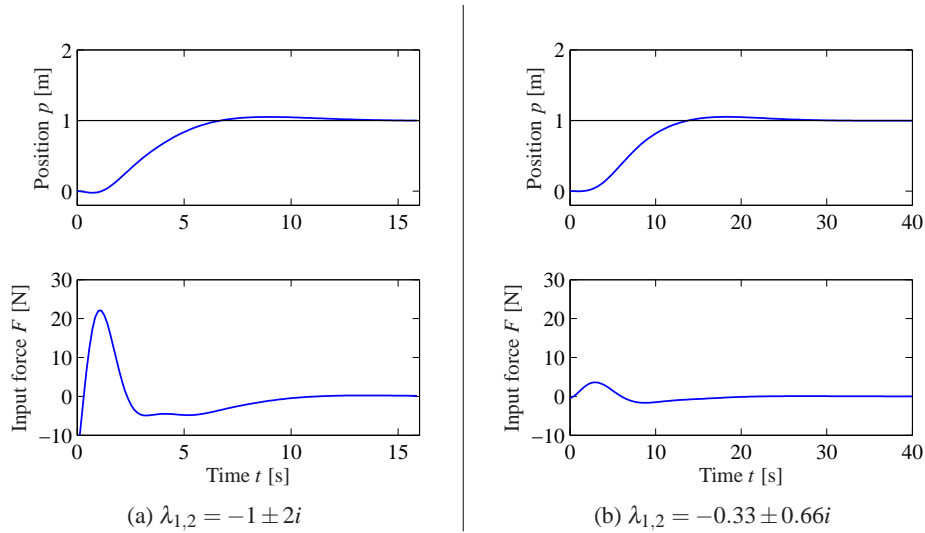 Position p [m]
2
1
0
0 5 10 15
Input force F [N]
30
20
10
0
−10
0 5 10 15
Time t [s]
(a) λ1,2 = −1 ± 2i
Position p [m]
2
1
0
0 10 20 30 40
Input force F [N]
30
20
10
0
−10
0 10 20 30 40
Time t [s]
(b) λ1,2 = −0.33 ± 0.66i